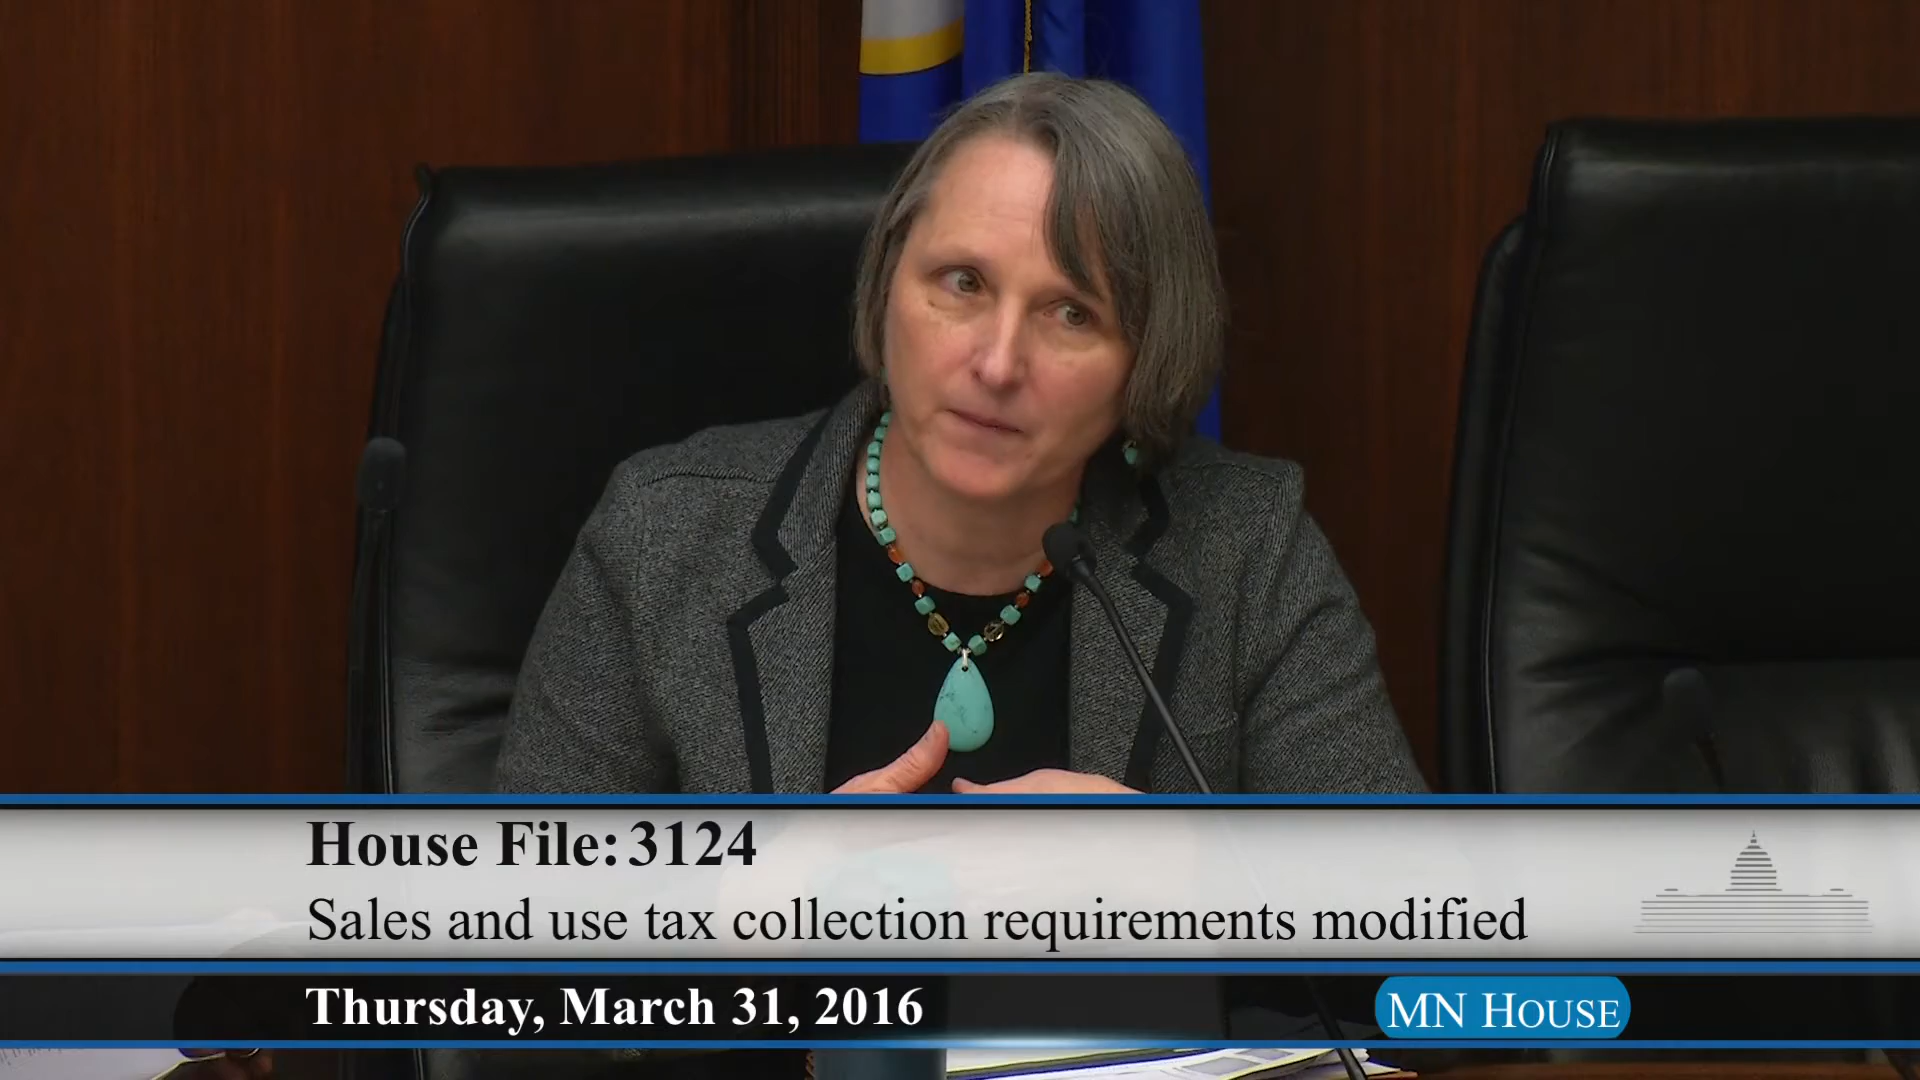 House File: 3124
Sales and use tax collection requirements modified
Thursday, March 31, 2016
MN HOUSE